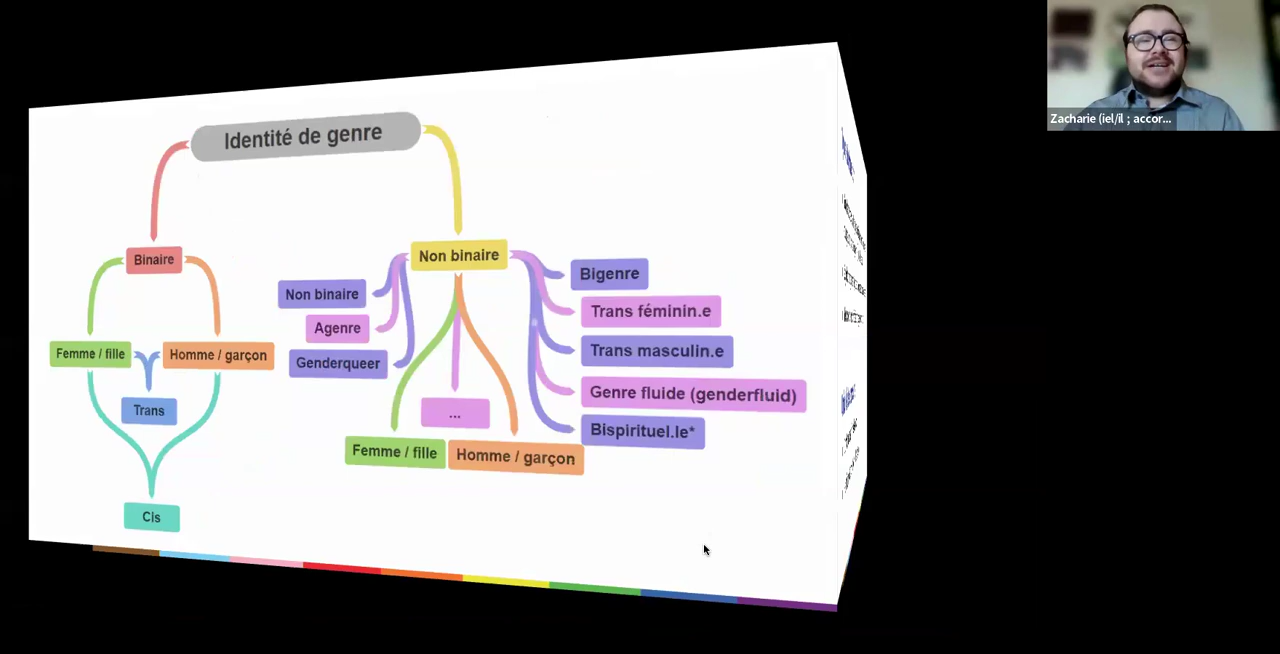 Identité de genre
Binaire
Femme / fille
Homme / garçon
Trans
Cis
Non binaire
Non binaire
Agenre
Genderqueer
...
Femme / fille
Homme / garçon
Bigenre
Trans féminin.e
Trans masculin.e
Genre fluide (genderfluid)
Bispirituel.le*
Zacharie (iel/il ; accor...